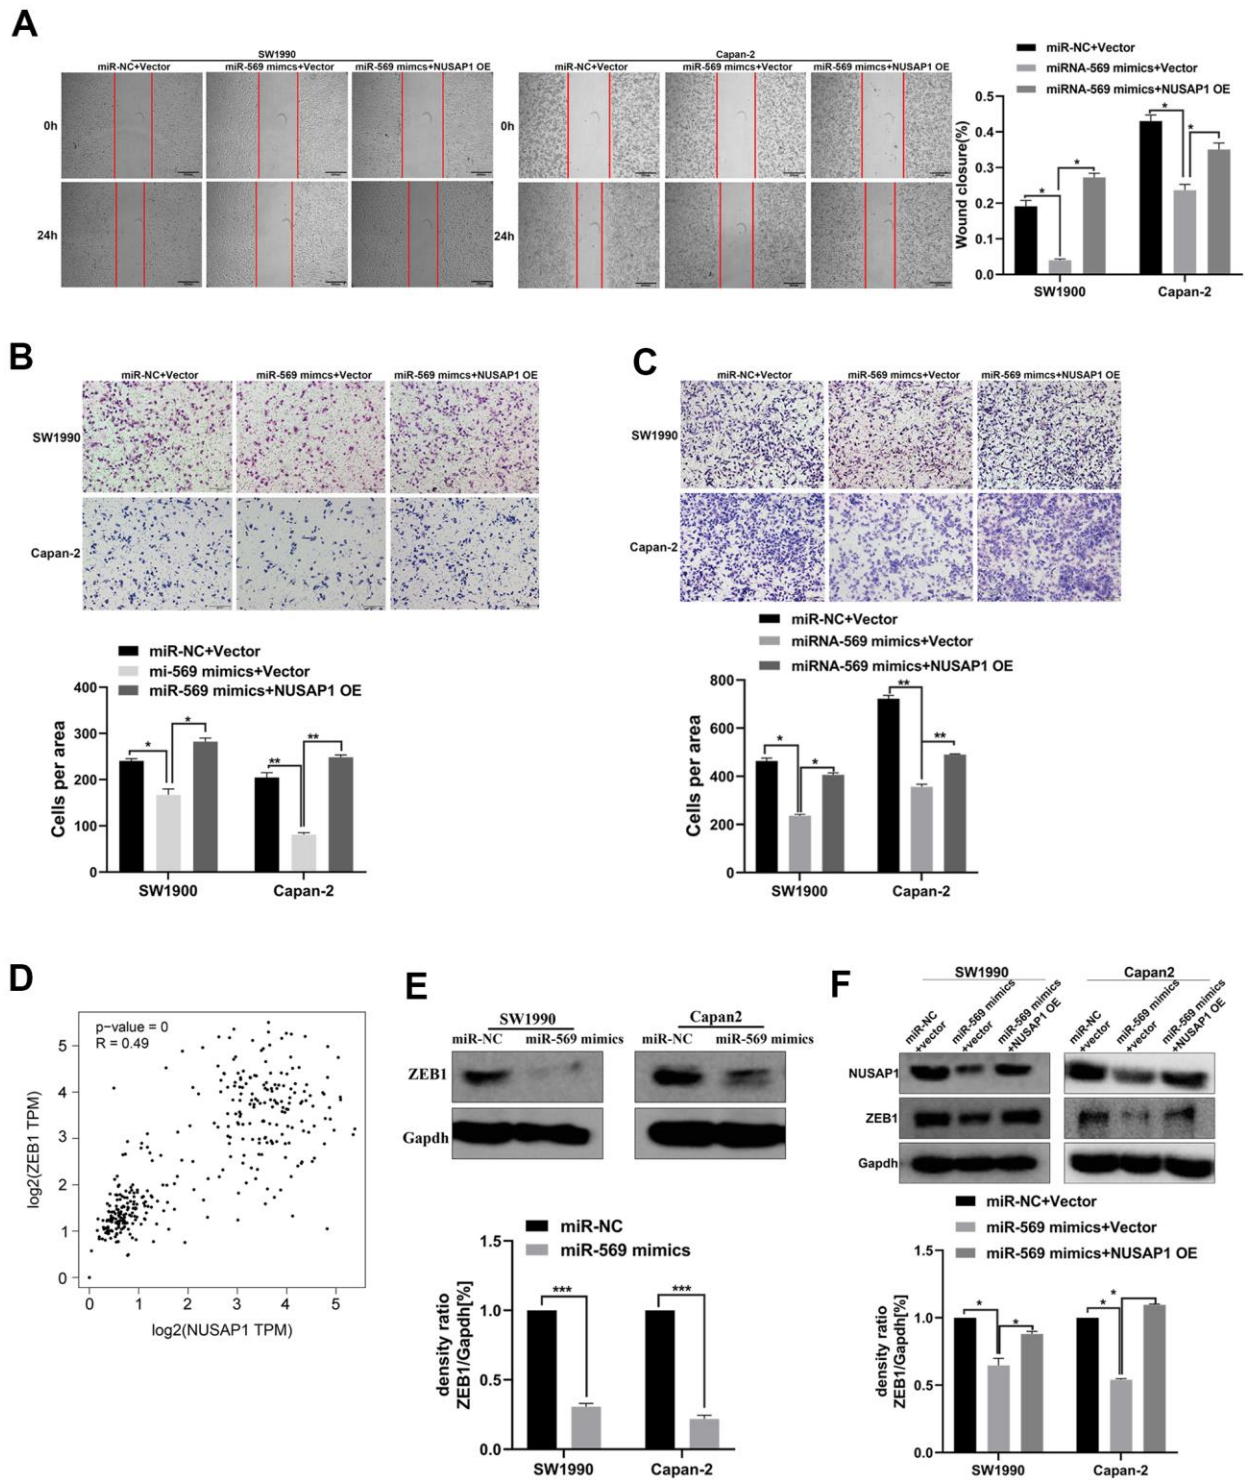 A
SW1990
miR-NC+Vector miR-569 mimcs+Vector miR-569 mimcs+NUSAP1 OE
0h
24h
Capan-2
miR-NC+Vector miR-569 mimcs+Vector miR-569 mimcs+NUSAP1 OE
0h
24h
miR-NC+Vector
miRNA-569 mimics+Vector
miRNA-569 mimics+NUSAP1 OE
Wound closure(%)
0.5
0.4
0.3
0.2
0.1
0.0
* * * *
SW1900 Capan-2
B
miR-NC+Vector miR-569 mimcs+Vector miR-569 mimcs+NUSAP1 OE
SW1990
Capan-2
miR-NC+Vector
mi-569 mimics+Vector
miR-569 mimics+NUSAP1 OE
Cells per area
400
300
200
100
0
* * ** **
SW1900 Capan-2
C
miR-NC+Vector miR-569 mimcs+Vector miR-569 mimcs+NUSAP1 OE
SW1990
Capan-2
miR-NC+Vector
miRNA-569 mimics+Vector
miRNA-569 mimics+NUSAP1 OE
Cells per area
800
600
400
200
0
* * ** **
SW1900 Capan-2
D
p-value = 0
R = 0.49
log2(ZEB1 TPM)
5
4
3
2
1
0
0 1 2 3 4 5
log2(NUSAP1 TPM)
E
SW1990 Capan2
miR-NC miR-569 mimics miR-NC miR-569 mimics
ZEB1
Gapdh
miR-NC
miR-569 mimics
density ratio
ZEB1/Gapdh[%]
1.5
1.0
0.5
0.0
*** ***
SW1990 Capan-2
F
SW1990 Capan2
miR-NC
+vector
miR-569 mimics
+vector
miR-569 mimics
+NUSAP1 OE
miR-NC
+vector
miR-569 mimics
+vector
miR-569 mimics
+NUSAP1 OE
NUSAP1
ZEB1
Gapdh
miR-NC+Vector
miR-569 mimics+Vector
miR-569 mimics+NUSAP1 OE
density ratio
ZEB1/Gapdh[%]
1.5
1.0
0.5
0.0
* * * *
SW1990 Capan-2